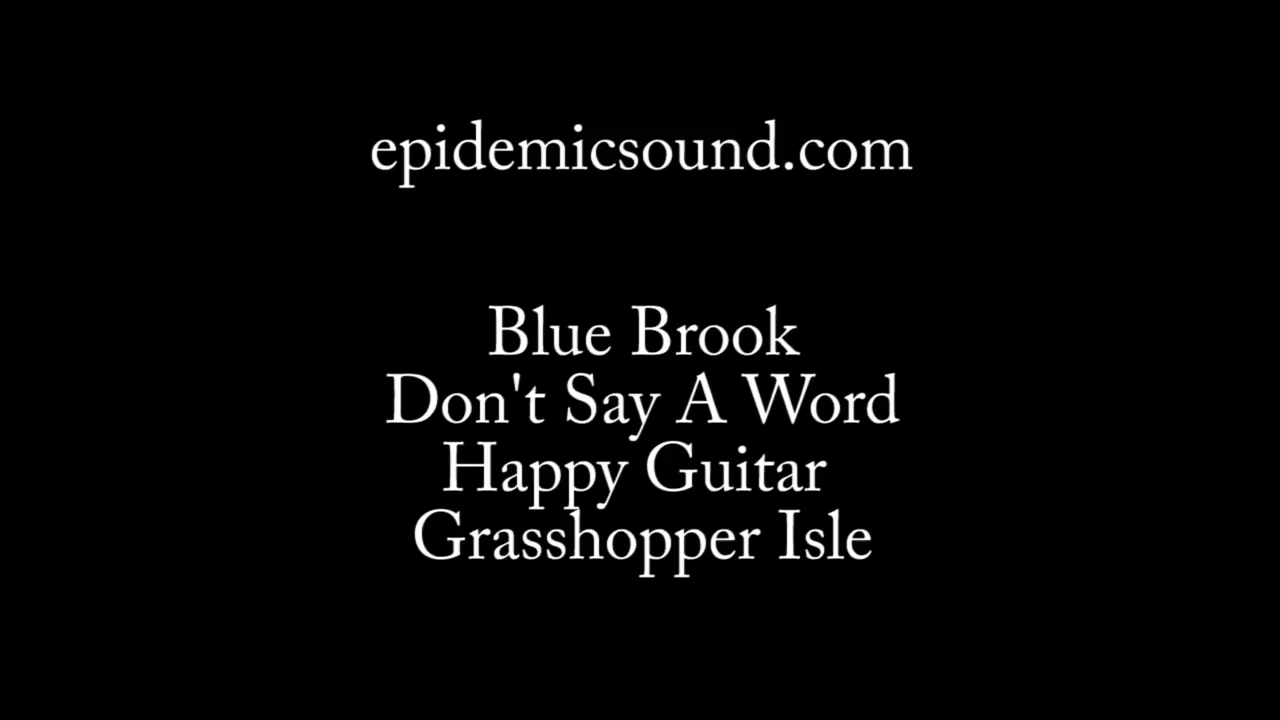 epidemicsound.com
Blue Brook
Don't Say A Word
Happy Guitar
Grasshopper Isle